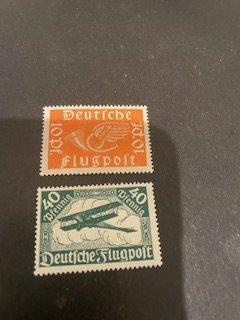 Deutsche
10 pf. 10 pf.
Flugpost
40 40
Pfennig Pfennig
Deutsche Flugpost